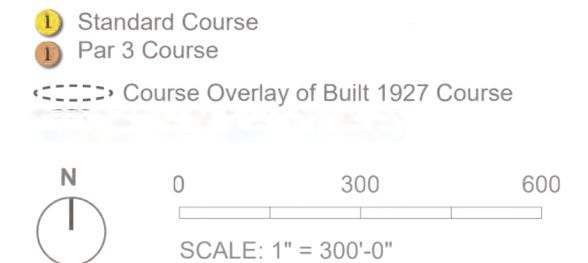 1 Standard Course
1 Par 3 Course
Course Overlay of Built 1927 Course
N
0 300 600
SCALE: 1" = 300'-0"